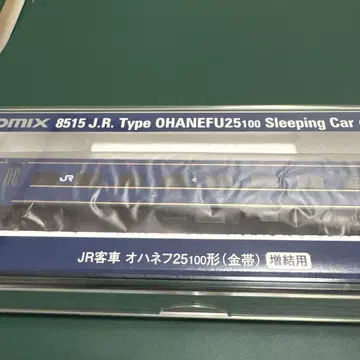 OMIX 8515 J.R. Type OHANEFU25100 Sleeping Car
JR
JR客車 オハネフ25100形(金帯) 増結用